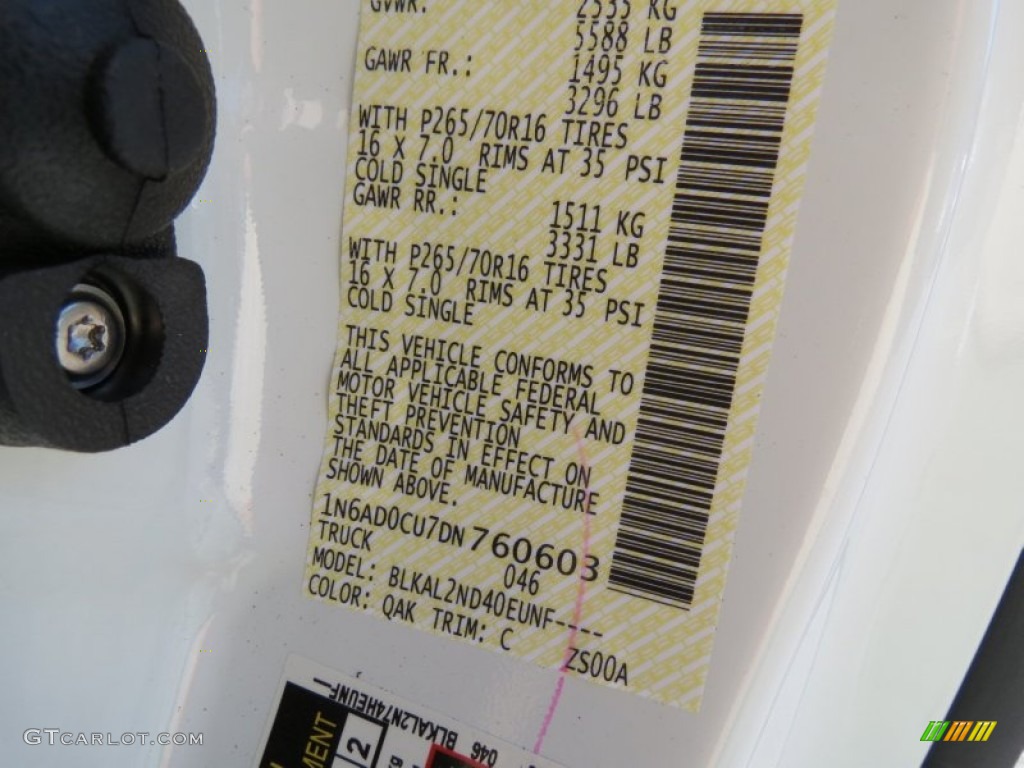 GVWR: 2535 KG
5588 LB
GAWR FR.: 1495 KG
3296 LB
WITH P265/70R16 TIRES
16 X 7.0 RIMS AT 35 PSI
COLD SINGLE
GAWR RR.: 1511 KG
3331 LB
WITH P265/70R16 TIRES
16 X 7.0 RIMS AT 35 PSI
COLD SINGLE
THIS VEHICLE CONFORMS TO
ALL APPLICABLE FEDERAL
MOTOR VEHICLE SAFETY AND
THEFT PREVENTION
STANDARDS IN EFFECT ON
THE DATE OF MANUFACTURE
SHOWN ABOVE.
1N6AD0CU7DN760603
TRUCK 046
MODEL: BLKAL2ND40EUNF----
COLOR: QAK TRIM: C ZS00A
046 BLKAL2N74HEUNF-
MENT
2
GTCARLOT.COM